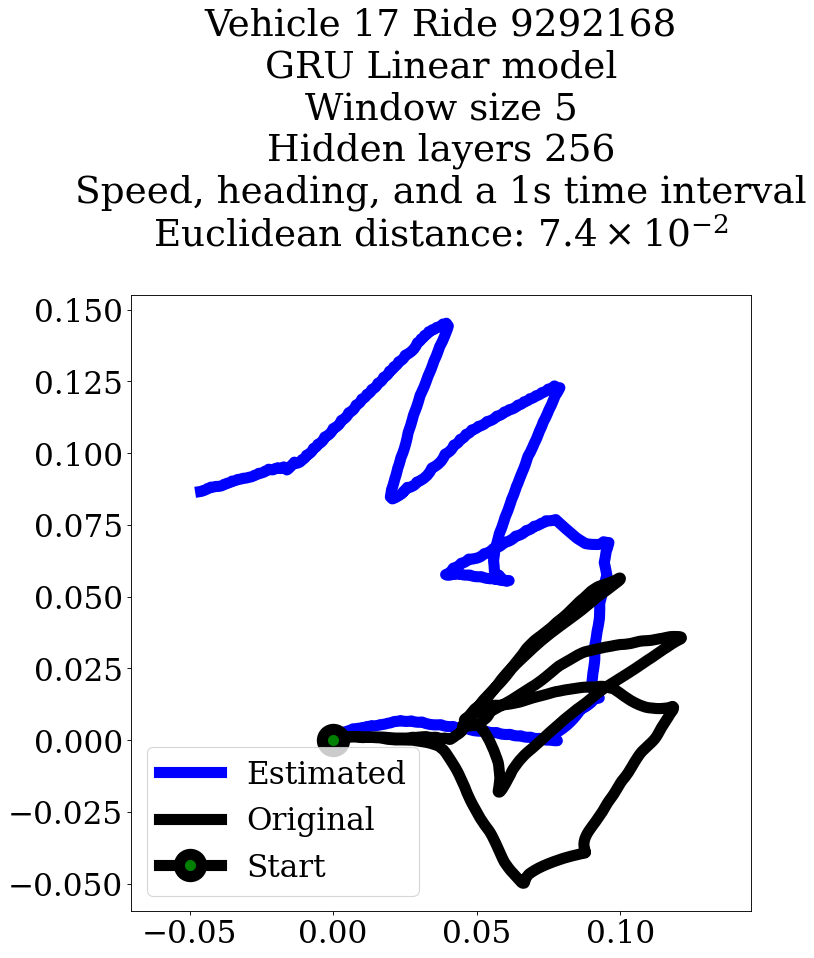 Vehicle 17 Ride 9292168
GRU Linear model
Window size 5
Hidden layers 256
Speed, heading, and a 1s time interval
Euclidean distance: 7.4 × 10⁻²
0.150
0.125
0.100
0.075
0.050
0.025
0.000
−0.025
−0.050
Estimated
Original
Start
−0.05
0.00
0.05
0.10